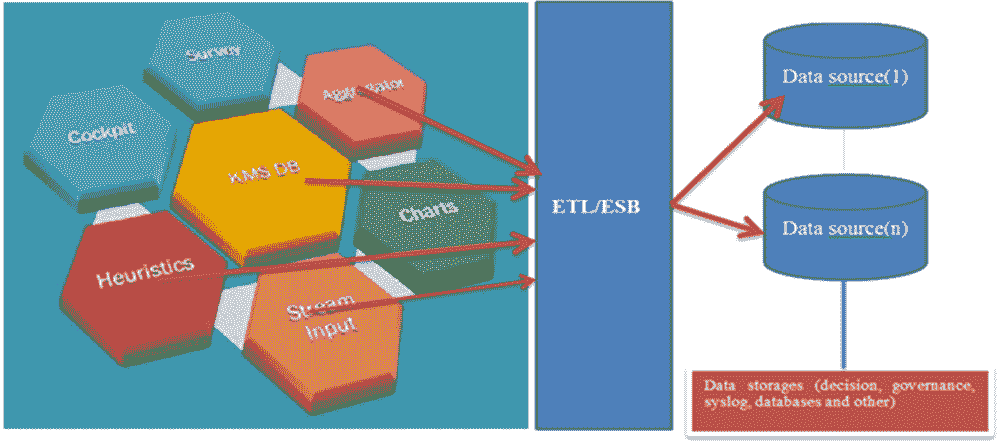 Survey
Aggregator
Cockpit
KMS DB
Charts
Heuristics
Stream
Input
ETL/ESB
Data source(1)
Data source(n)
Data storages (decision, governance,
syslog, databases and other)